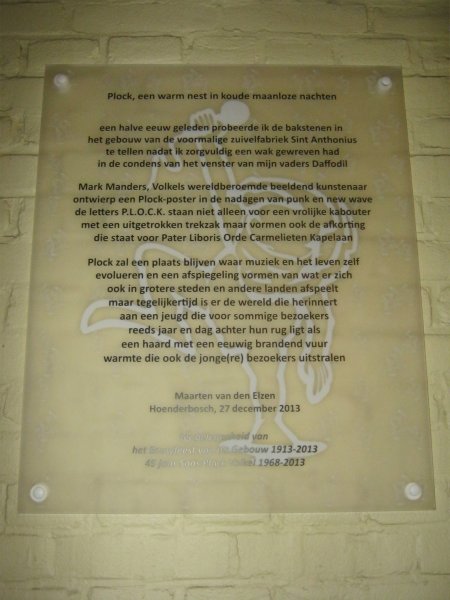 Plock, een warm nest in koude maanloze nachten
een halve eeuw geleden probeerde ik de bakstenen in
het gebouw van de voormalige zuivelfabriek Sint Anthonius
te tellen nadat ik zorgvuldig een wak gewreven had
in de condens van het venster van mijn vaders Daffodil
Mark Manders, Volkels wereldberoemde beeldend kunstenaar
ontwierp een Plock-poster in de nadagen van punk en new wave
de letters P.L.O.C.K. staan niet alleen voor een vrolijke kabouter
met een uitgetrokken trekzak maar vormen ook de afkorting
die staat voor Pater Liboris Orde Carmelieten Kapelaan
Plock zal een plaats blijven waar muziek en het leven zelf
evolueren en een afspiegeling vormen van wat er zich
ook in grotere steden en andere landen afspeelt
maar tegelijkertijd is er de wereld die herinnert
aan een jeugd die voor sommige bezoekers
reeds jaar en dag achter hun rug ligt als
een haard met een eeuwig brandend vuur
warmte die ook de jonge(re) bezoekers uitstralen
Maarten van den Elzen
Hoenderbosch, 27 december 2013
van
het Gebouw 1913-2013
45 jaar Plock Volkel 1968-2013